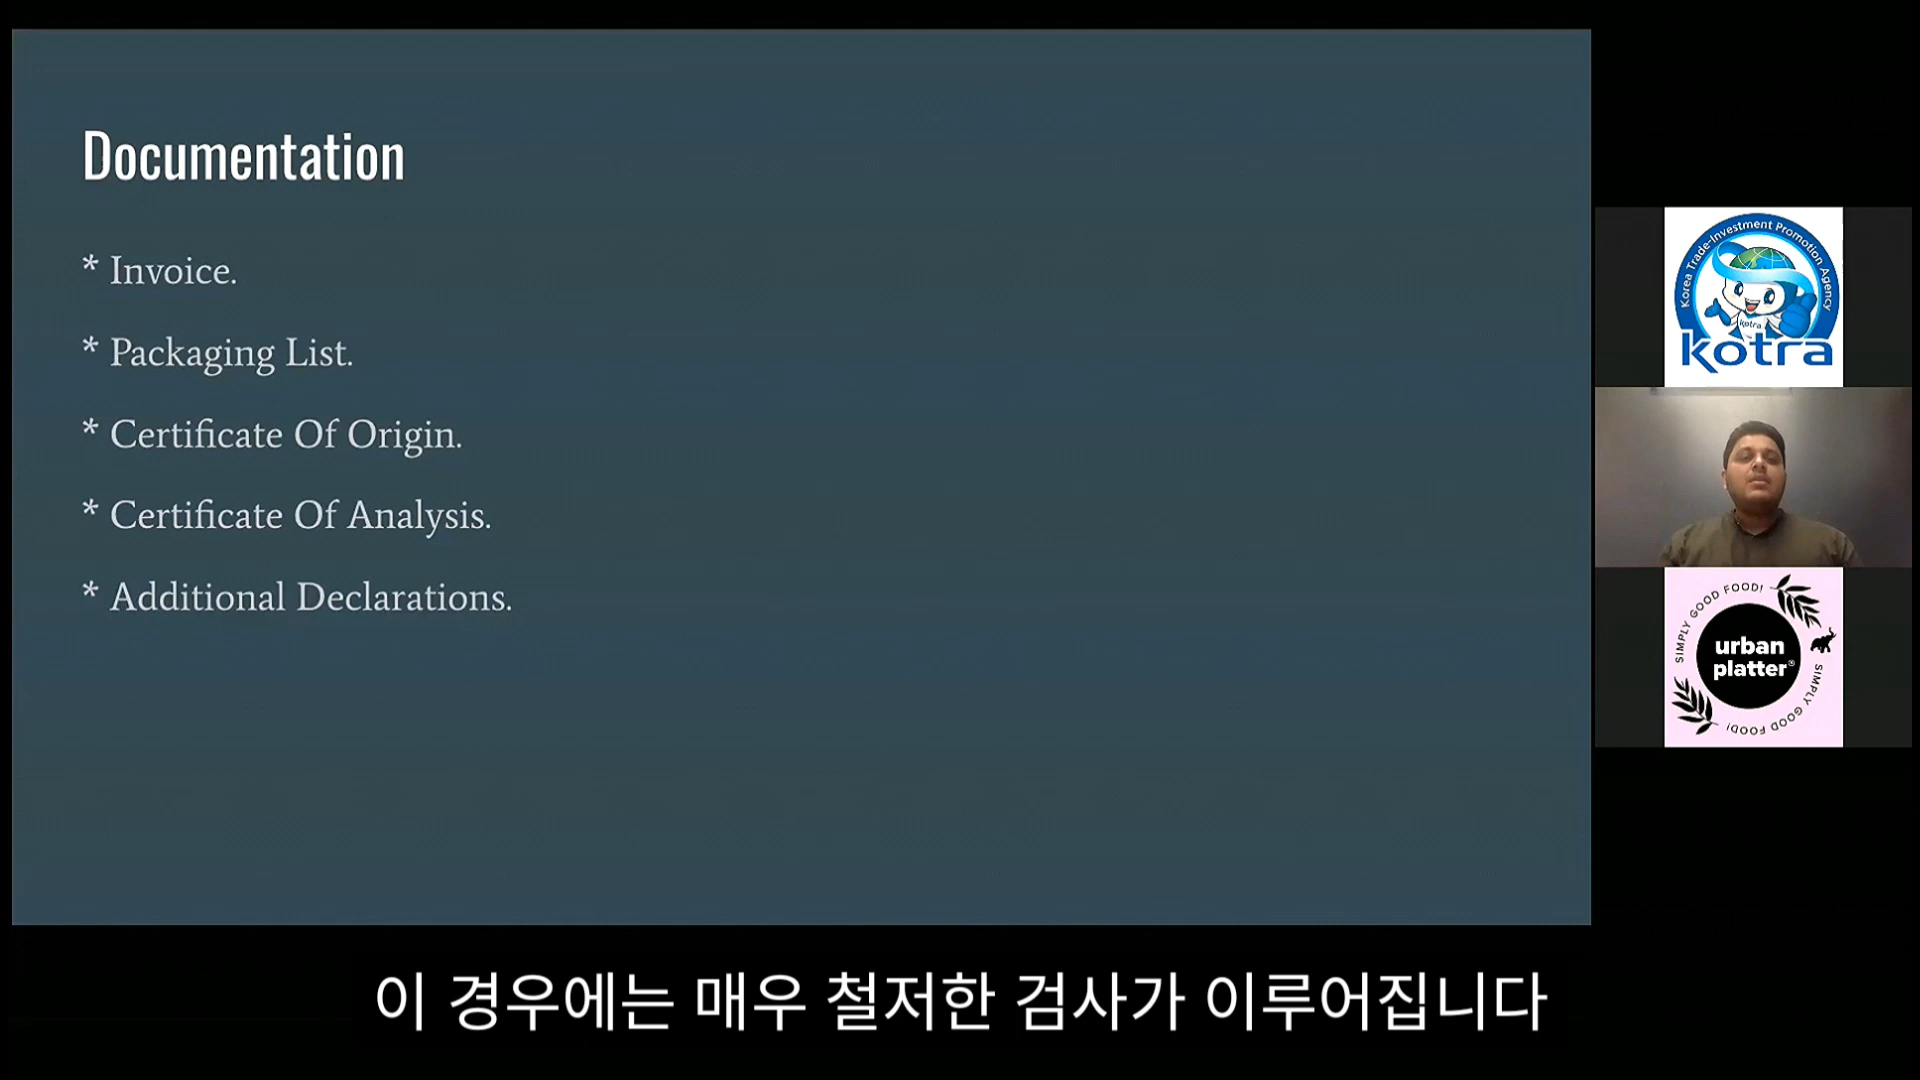 Documentation
* Invoice.
* Packaging List.
* Certificate Of Origin.
* Certificate Of Analysis.
* Additional Declarations.
Korea Trade-Investment Promotion Agency
kotra
kotra
SIMPLY GOOD FOOD!
urban
platter®
SIMPLY GOOD FOOD!
이 경우에는 매우 철저한 검사가 이루어집니다